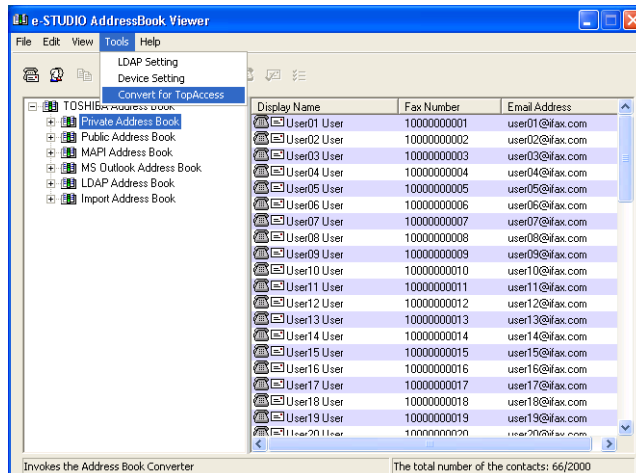 e-STUDIO AddressBook Viewer
File Edit View Tools Help
LDAP Setting
Device Setting
Convert for TopAccess
TOSHIBA Address Book
Private Address Book
Public Address Book
MAPI Address Book
MS Outlook Address Book
LDAP Address Book
Import Address Book
Display Name Fax Number Email Address
User01 User 10000000001 user01@ifax.com
User02 User 10000000002 user02@ifax.com
User03 User 10000000003 user03@ifax.com
User04 User 10000000004 user04@ifax.com
User05 User 10000000005 user05@ifax.com
User06 User 10000000006 user06@ifax.com
User07 User 10000000007 user07@ifax.com
User08 User 10000000008 user08@ifax.com
User09 User 10000000009 user09@ifax.com
User10 User 10000000010 user10@ifax.com
User11 User 10000000011 user11@ifax.com
User12 User 10000000012 user12@ifax.com
User13 User 10000000013 user13@ifax.com
User14 User 10000000014 user14@ifax.com
User15 User 10000000015 user15@ifax.com
User16 User 10000000016 user16@ifax.com
User17 User 10000000017 user17@ifax.com
User18 User 10000000018 user18@ifax.com
User19 User 10000000019 user19@ifax.com
User20 User 10000000020 user20@ifax.com
Invokes the Address Book Converter The total number of the contacts: 66/2000